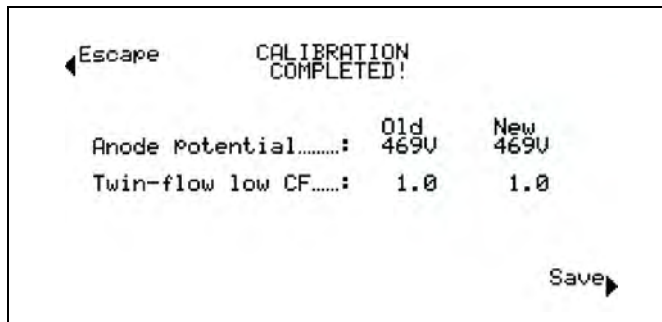 Escape CALIBRATION
COMPLETED!
Old New
Anode Potential.........: 469V 469V
Twin-flow low CF......: 1.0 1.0
Save